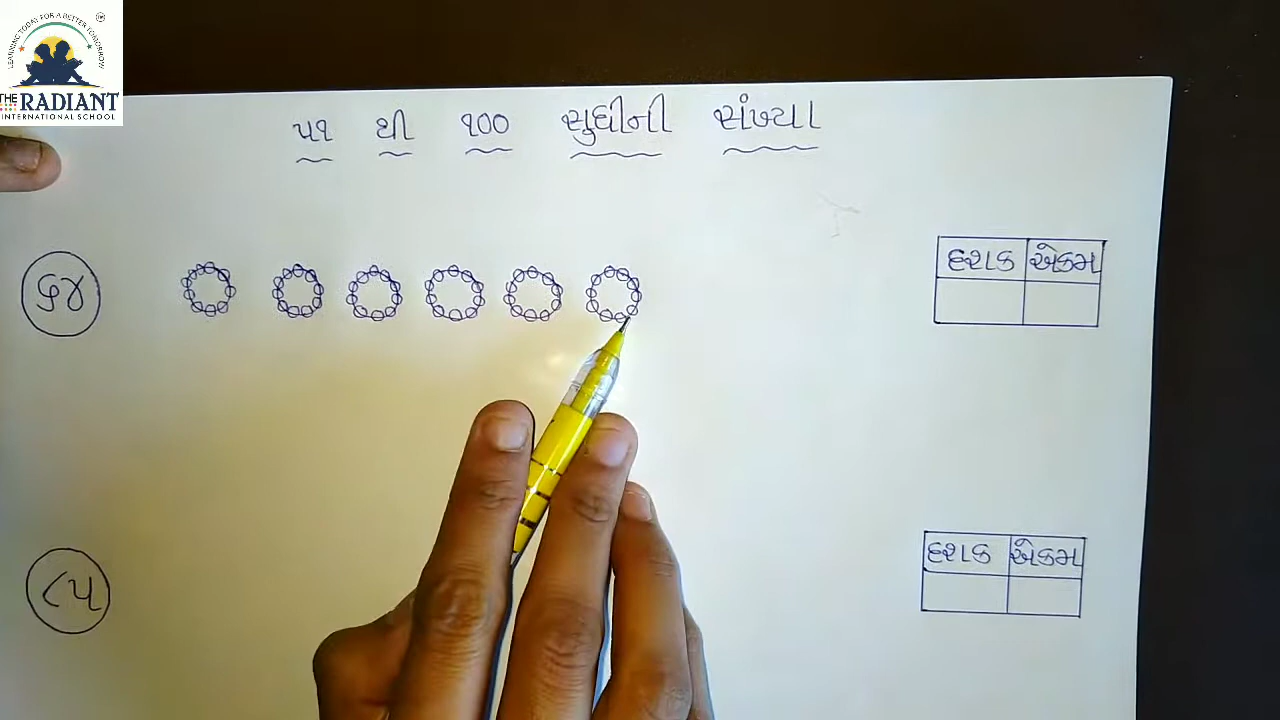 LEARNING TODAY FOR A BETTER TOMORROW
THE RADIANT
INTERNATIONAL SCHOOL
૫૧ થી ૧૦૦ સુધીની સંખ્યા
૬૪
દશક એકમ
૮૫
દશક એકમ